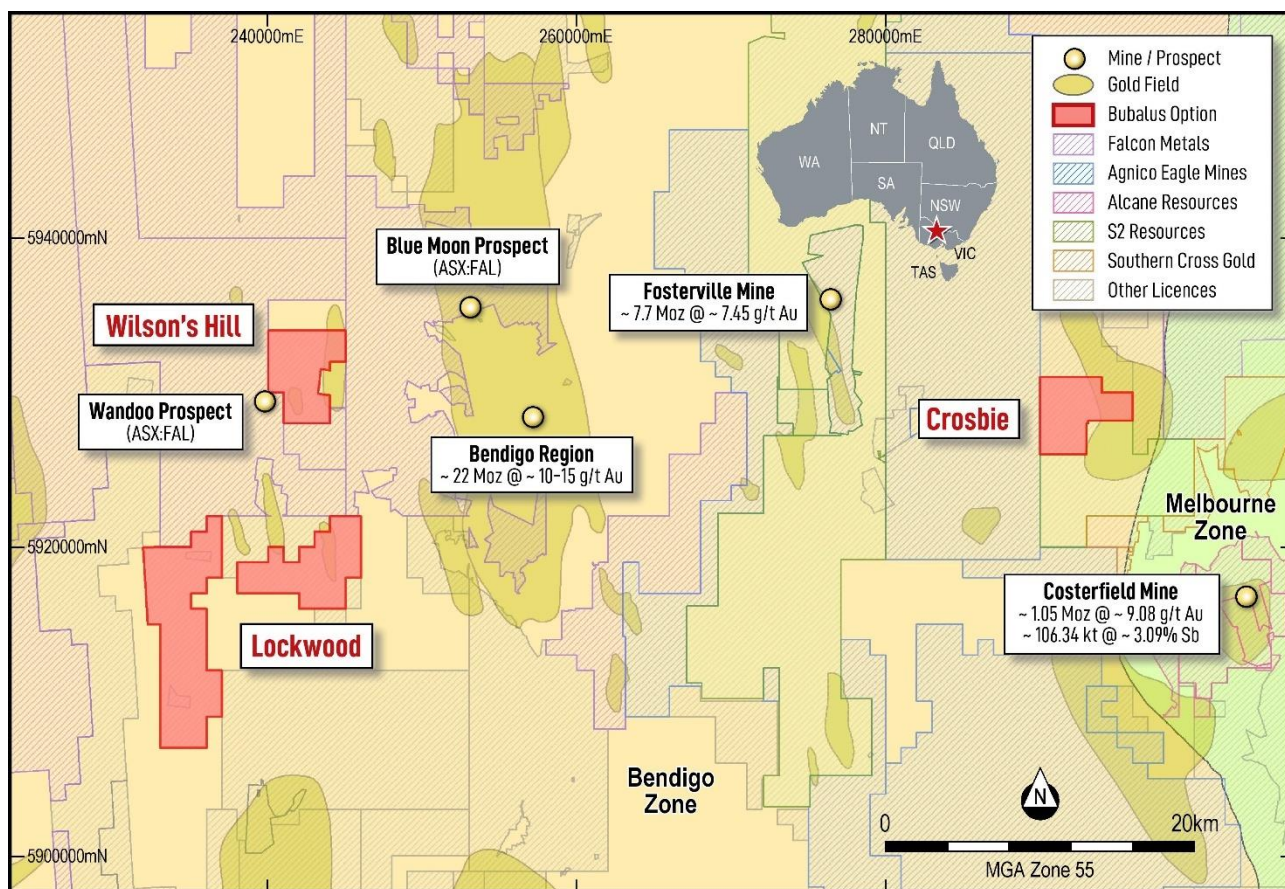 240000mE
260000mE
280000mE
Mine / Prospect
Gold Field
Bubalus Option
Falcon Metals
Agnico Eagle Mines
Alcane Resources
S2 Resources
Southern Cross Gold
Other Licences
WA
NT
QLD
SA
NSW
VIC
TAS
5940000mN
Blue Moon Prospect
(ASX:FAL)
Fosterville Mine
~ 7.7 Moz @ ~ 7.45 g/t Au
Wilson's Hill
Wandoo Prospect
(ASX:FAL)
Crosbie
Bendigo Region
~ 22 Moz @ ~ 10-15 g/t Au
Melbourne
Zone
5920000mN
Costerfield Mine
~ 1.05 Moz @ ~ 9.08 g/t Au
~ 106.34 kt @ ~ 3.09% Sb
Lockwood
Bendigo
Zone
N
0
20km
5900000mN
MGA Zone 55